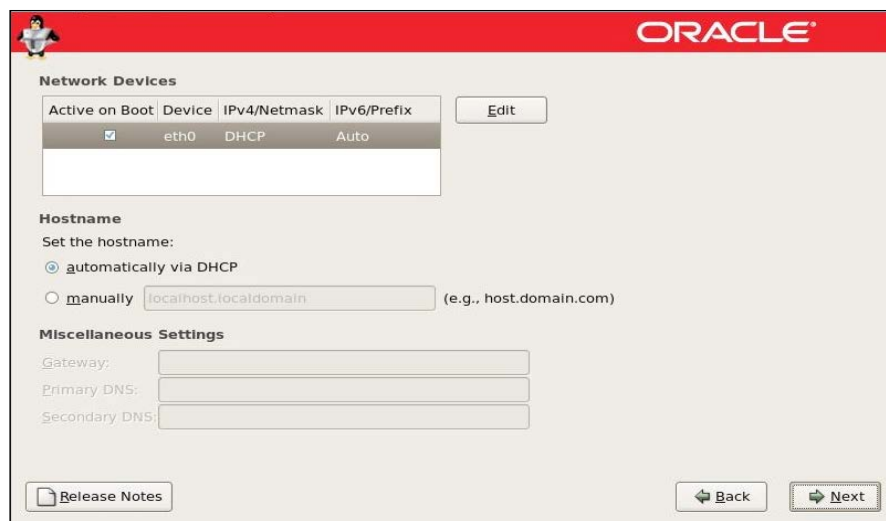 ORACLE®
Network Devices
Active on Boot Device IPv4/Netmask IPv6/Prefix
eth0 DHCP Auto
Edit
Hostname
Set the hostname:
automatically via DHCP
manually localhost.localdomain (e.g., host.domain.com)
Miscellaneous Settings
Gateway:
Primary DNS:
Secondary DNS:
Release Notes
Back
Next